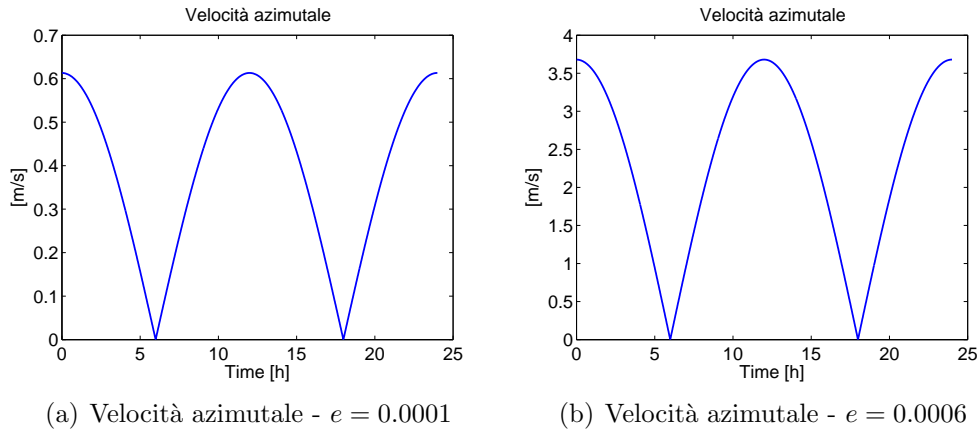 Velocità azimutale
0.7
0.6
0.5
0.4
0.3
0.2
0.1
0
[m/s]
0 5 10 15 20 25
Time [h]
(a) Velocità azimutale - e = 0.0001
Velocità azimutale
4
3.5
3
2.5
2
1.5
1
0.5
0
[m/s]
0 5 10 15 20 25
Time [h]
(b) Velocità azimutale - e = 0.0006